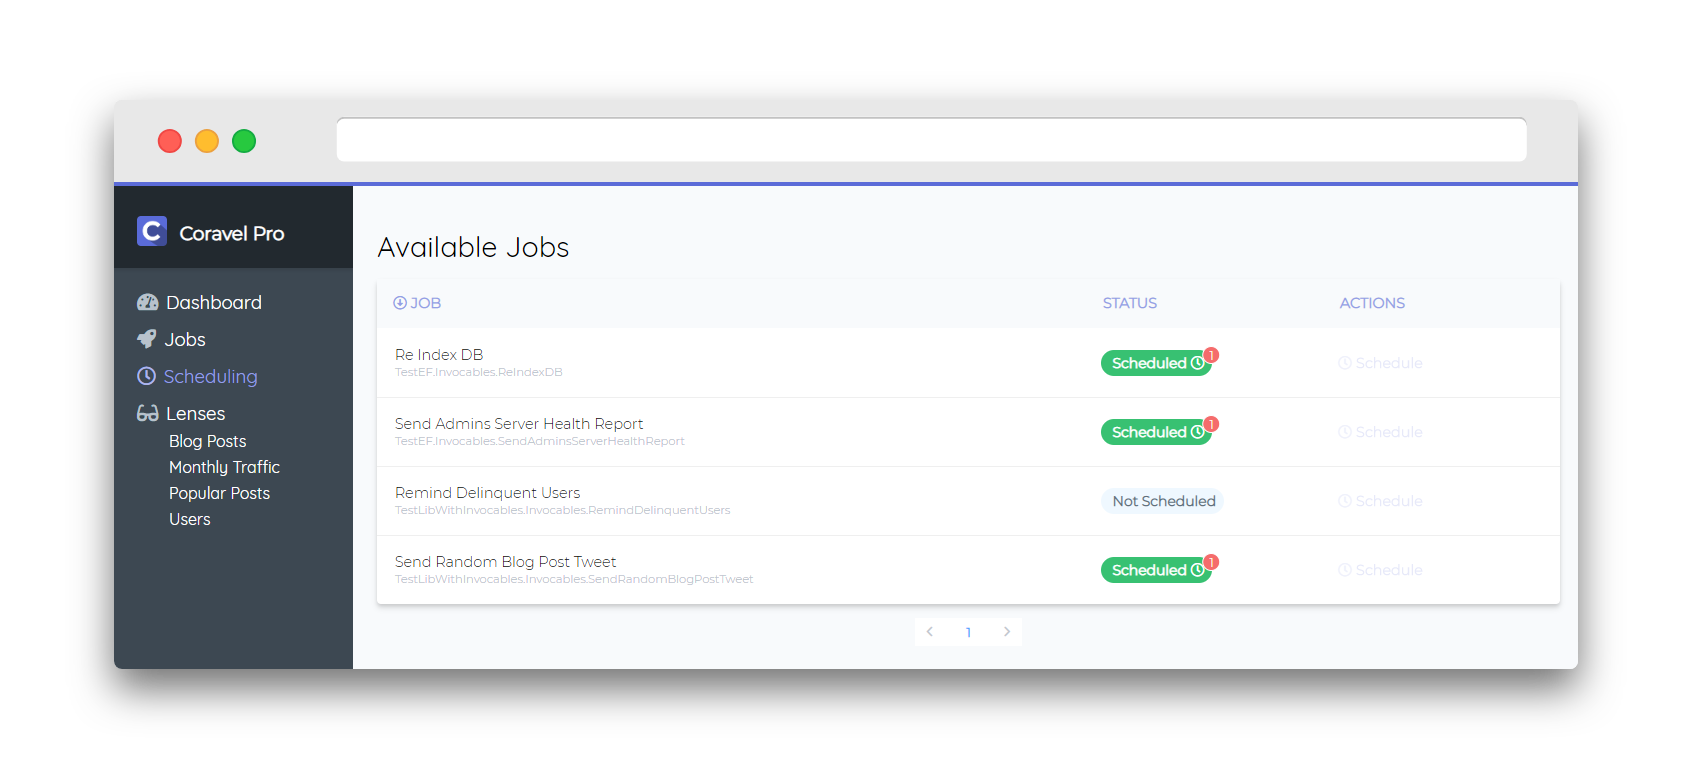 C Coravel Pro
Dashboard
Jobs
Scheduling
Lenses
Blog Posts
Monthly Traffic
Popular Posts
Users
Available Jobs
JOB STATUS ACTIONS
Re Index DB
TestEF.Invocables.ReIndexDB
Scheduled 1
Schedule
Send Admins Server Health Report
TestEF.Invocables.SendAdminsServerHealthReport
Scheduled 1
Schedule
Remind Delinquent Users
TestLibWithInvocables.Invocables.RemindDelinquentUsers
Not Scheduled
Schedule
Send Random Blog Post Tweet
TestLibWithInvocables.Invocables.SendRandomBlogPostTweet
Scheduled 1
Schedule
1